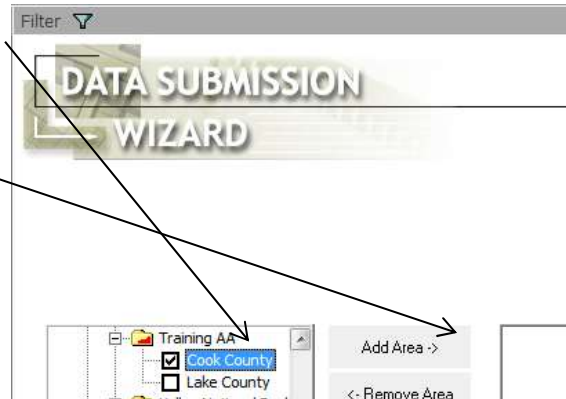 Filter
DATA SUBMISSION
WIZARD
Training AA
Cook County
Lake County
Add Area ->
<- Remove Area